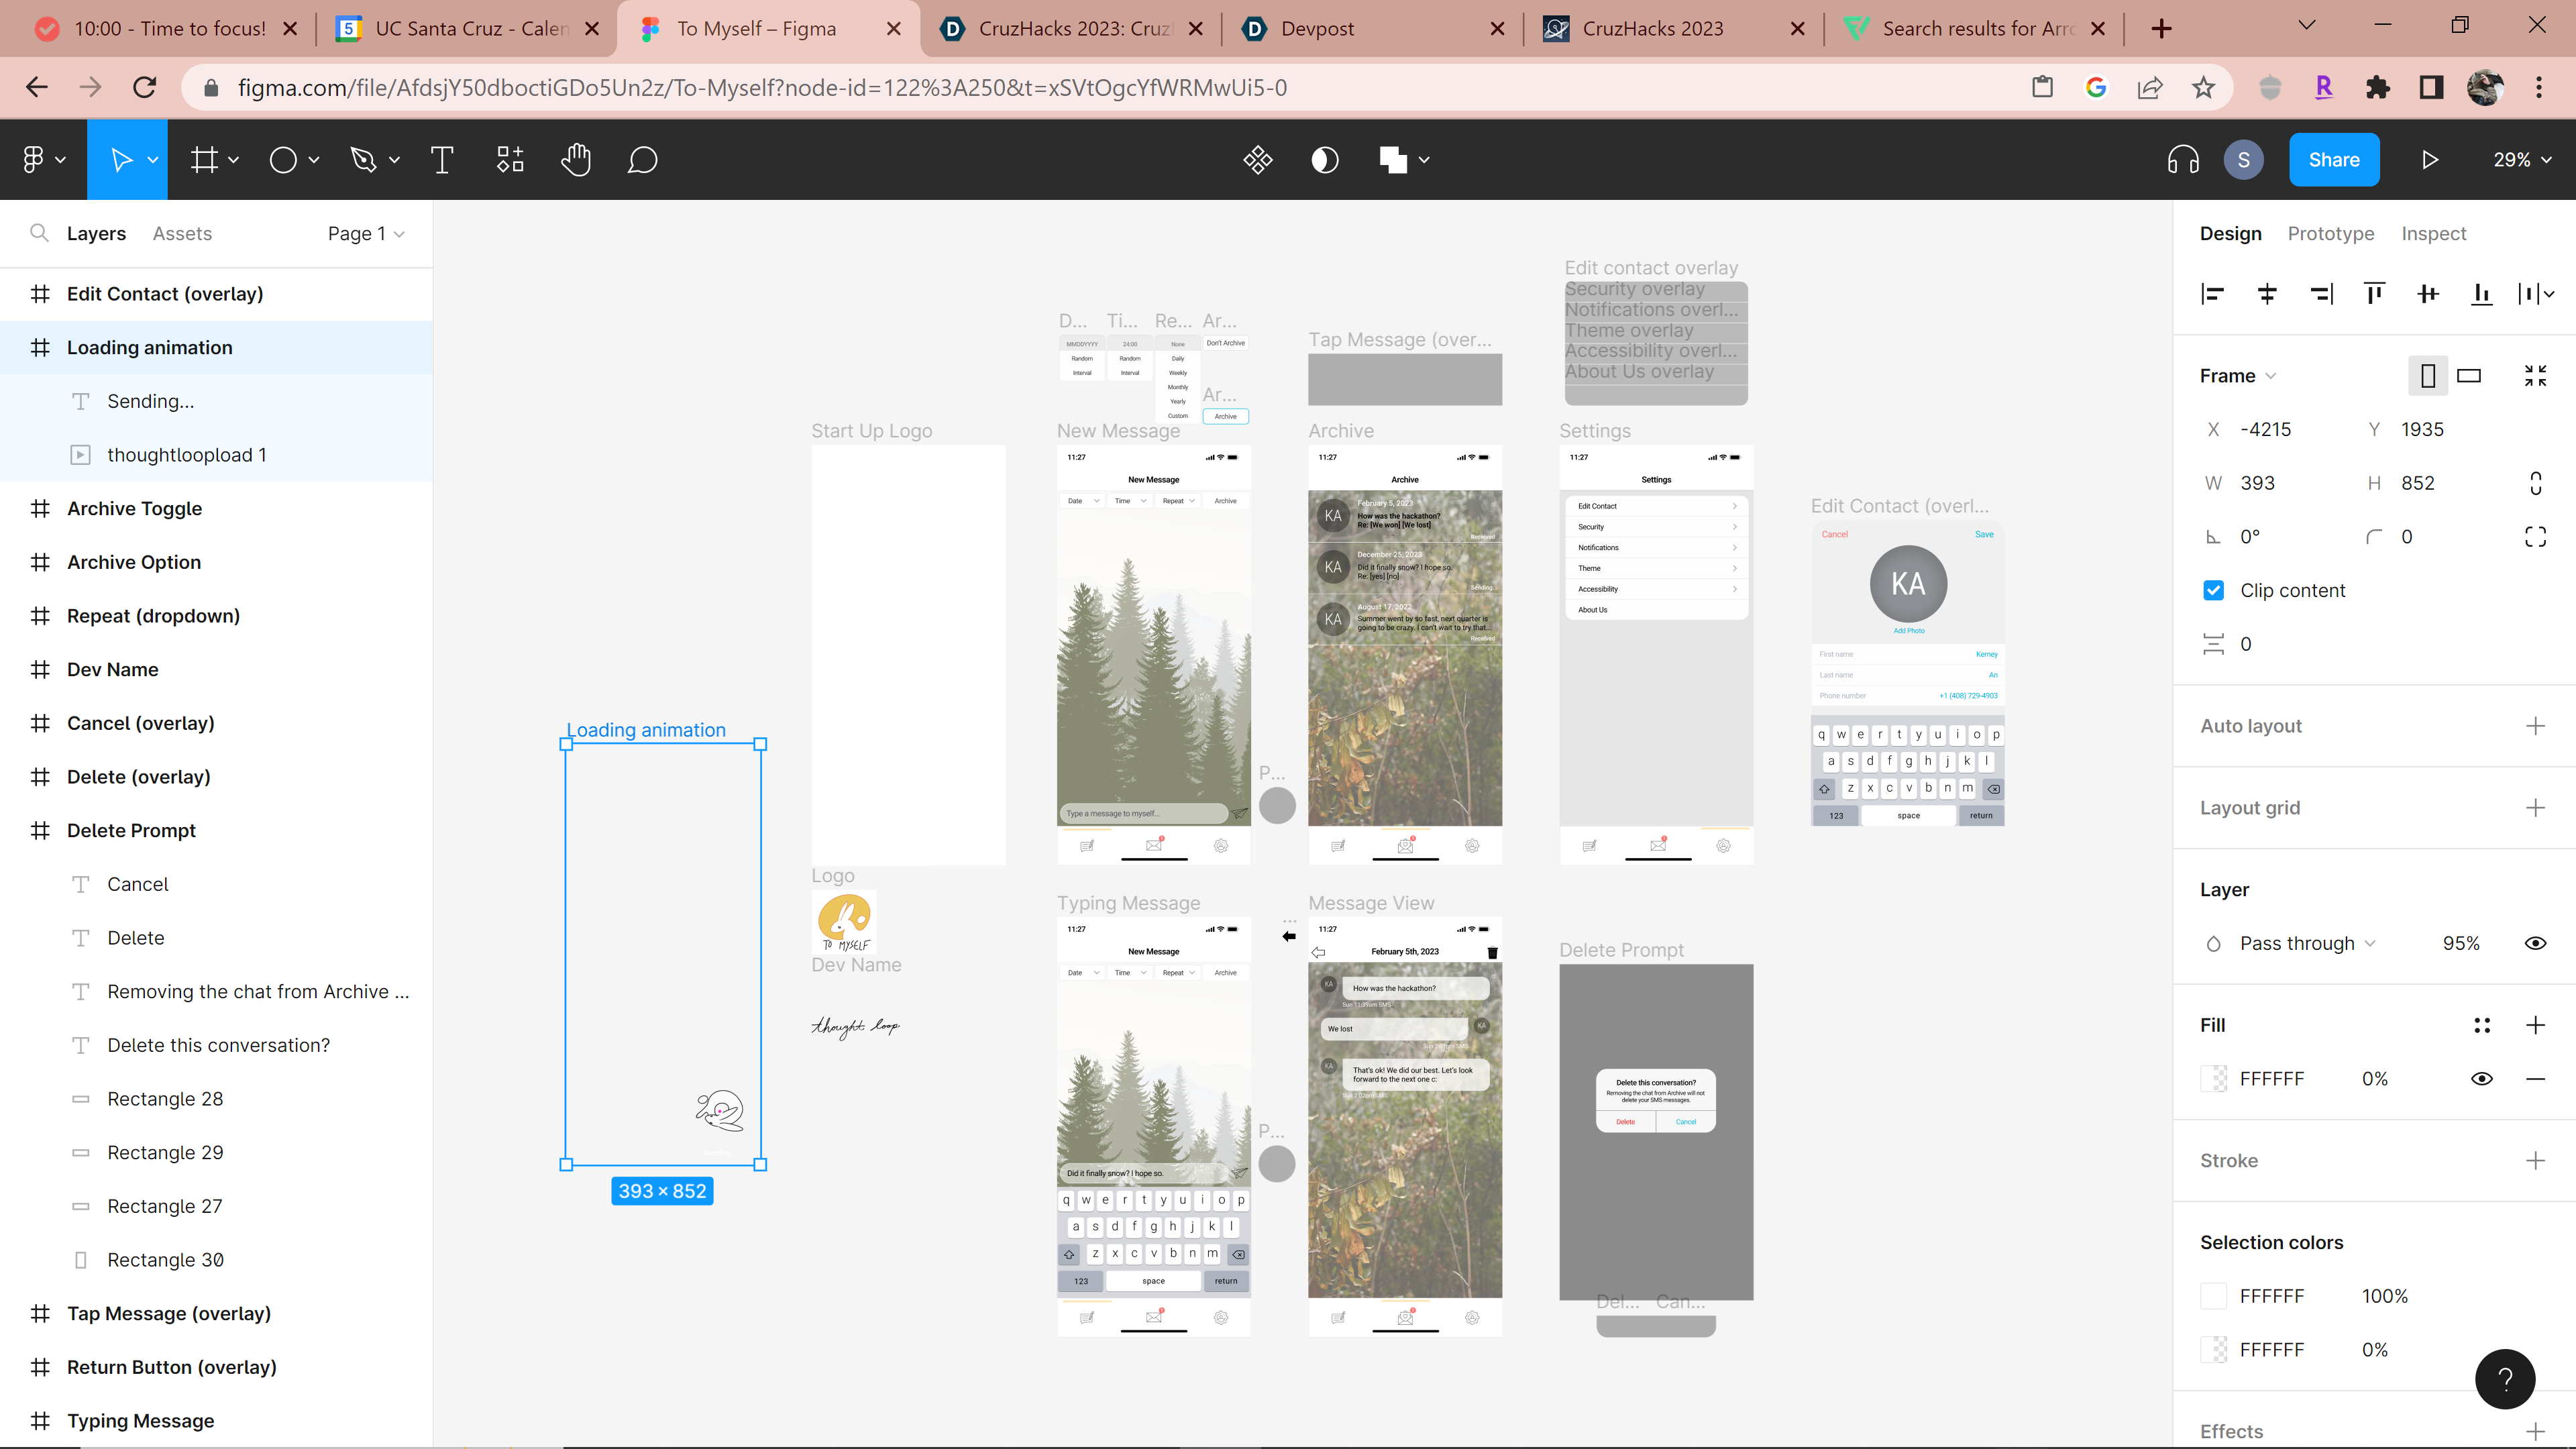 10:00 - Time to focus!
UC Santa Cruz - Calen
To Myself – Figma
CruzHacks 2023: Cruz
Devpost
CruzHacks 2023
Search results for Arro
figma.com/file/AfdsjY50dboctiGDo5Un2z/To-Myself?node-id=122%3A250&t=xSVtOgcYfWRMwUi5-0
S
Share
29%
Layers
Assets
Page 1
Edit Contact (overlay)
Loading animation
Sending...
thoughtloopload 1
Archive Toggle
Archive Option
Repeat (dropdown)
Dev Name
Cancel (overlay)
Delete (overlay)
Delete Prompt
Cancel
Delete
Removing the chat from Archive ...
Delete this conversation?
Rectangle 28
Rectangle 29
Rectangle 27
Rectangle 30
Tap Message (overlay)
Return Button (overlay)
Typing Message
Loading animation
393 × 852
Start Up Logo
Logo
TO MYSELF
Dev Name
thought loop
D...
Ti...
Re...
Ar...
MMDDYYYY
24:00
None
Don't Archive
Random
Random
Daily
Interval
Interval
Weekly
Monthly
Ar...
Yearly
Custom
Archive
New Message
11:27
New Message
Date
Time
Repeat
Archive
Type a message to myself...
P...
Typing Message
11:27
New Message
Date
Time
Repeat
Archive
Did it finally snow? I hope so.
q w e r t y u i o p
a s d f g h j k l
z x c v b n m
123
space
return
P...
Tap Message (over...
Archive
11:27
Archive
KA
February 5, 2023
How was the hackathon?
Re: [We won] [We lost]
Received
KA
December 25, 2023
Did it finally snow? I hope so.
Re: [yes] [no]
Sending...
KA
August 17, 2022
Summer went by so fast, next quarter is
going to be crazy. I can't wait to try that...
Received
Message View
...
11:27
February 5th, 2023
KA
How was the hackathon?
Sun 11:29am SMS
We lost
KA
KA
That's ok! We did our best. Let's look
forward to the next one c:
Edit contact overlay
Security overlay
Notifications overl...
Theme overlay
Accessibility overl...
About Us overlay
Settings
11:27
Settings
Edit Contact
Security
Notifications
Theme
Accessibility
About Us
Delete Prompt
Delete this conversation?
Removing the chat from Archive will not
delete your SMS messages.
Delete
Cancel
Del...
Can...
Edit Contact (overl...
Cancel
Save
KA
Add Photo
First name
Kerney
Last name
An
Phone number
+1 (408) 729-4903
q w e r t y u i o p
a s d f g h j k l
z x c v b n m
123
space
return
Design
Prototype
Inspect
Frame
X -4215
Y 1935
W 393
H 852
0°
0
Clip content
0
Auto layout
Layout grid
Layer
Pass through
95%
Fill
FFFFFF
0%
Stroke
Selection colors
FFFFFF
100%
FFFFFF
0%
?
Effects